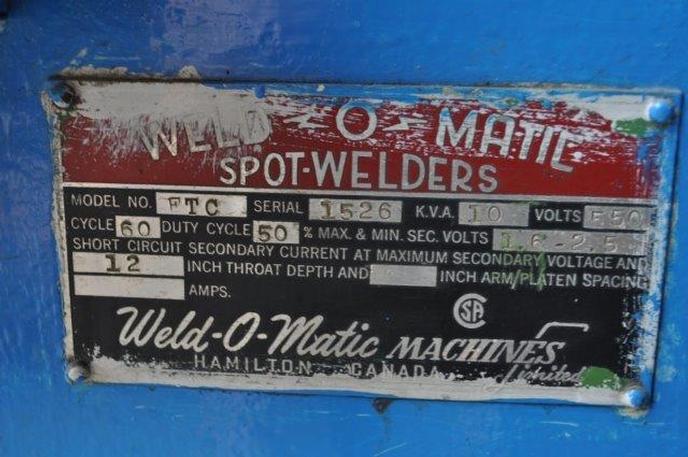 WELD-O-MATIC
SPOT-WELDERS
MODEL NO. FTC SERIAL 1526 K.V.A. 10 VOLTS 550
CYCLE 60 DUTY CYCLE 50 % MAX. & MIN. SEC. VOLTS 1.6-2.5
SHORT CIRCUIT SECONDARY CURRENT AT MAXIMUM SECONDARY VOLTAGE AND
12 INCH THROAT DEPTH AND INCH ARM/PLATEN SPACING
AMPS.
CSA
Weld-O-Matic MACHINES
HAMILTON - CANADA Limited